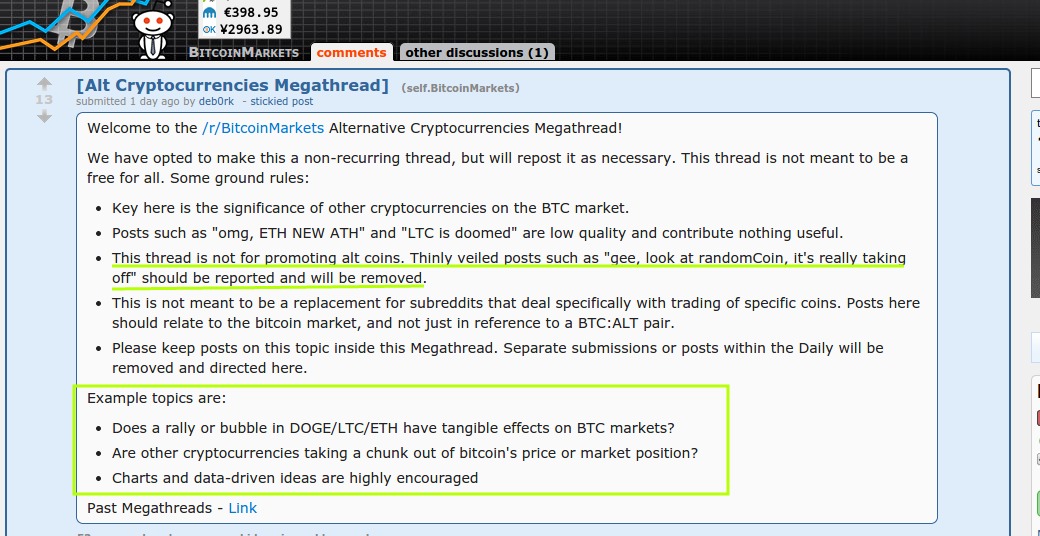 €398.95
OK ¥2963.89
BITCOINMARKETS comments other discussions (1)
[Alt Cryptocurrencies Megathread] (self.BitcoinMarkets)
13
submitted 1 day ago by deb0rk - stickied post
Welcome to the /r/BitcoinMarkets Alternative Cryptocurrencies Megathread!
We have opted to make this a non-recurring thread, but will repost it as necessary. This thread is not meant to be a
free for all. Some ground rules:
• Key here is the significance of other cryptocurrencies on the BTC market.
• Posts such as "omg, ETH NEW ATH" and "LTC is doomed" are low quality and contribute nothing useful.
• This thread is not for promoting alt coins. Thinly veiled posts such as "gee, look at randomCoin, it's really taking
off" should be reported and will be removed.
• This is not meant to be a replacement for subreddits that deal specifically with trading of specific coins. Posts here
should relate to the bitcoin market, and not just in reference to a BTC:ALT pair.
• Please keep posts on this topic inside this Megathread. Separate submissions or posts within the Daily will be
removed and directed here.
Example topics are:
• Does a rally or bubble in DOGE/LTC/ETH have tangible effects on BTC markets?
• Are other cryptocurrencies taking a chunk out of bitcoin's price or market position?
• Charts and data-driven ideas are highly encouraged
Past Megathreads - Link